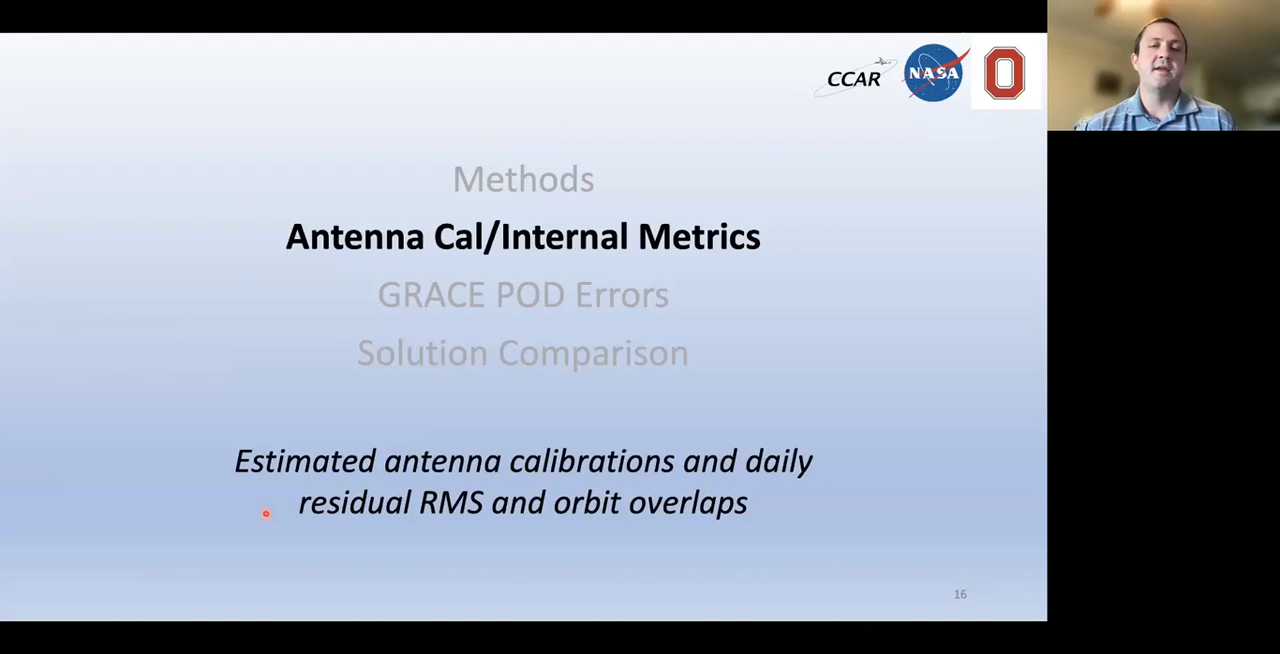 CCAR
NASA
O
Methods
Antenna Cal/Internal Metrics
GRACE POD Errors
Solution Comparison
Estimated antenna calibrations and daily
residual RMS and orbit overlaps
16